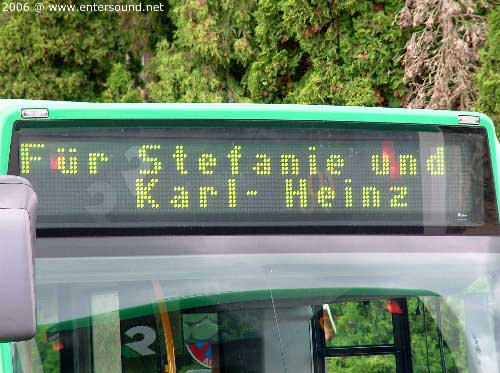 2006 @ www.entersound.net
Für Stefanie und
Karl- Heinz